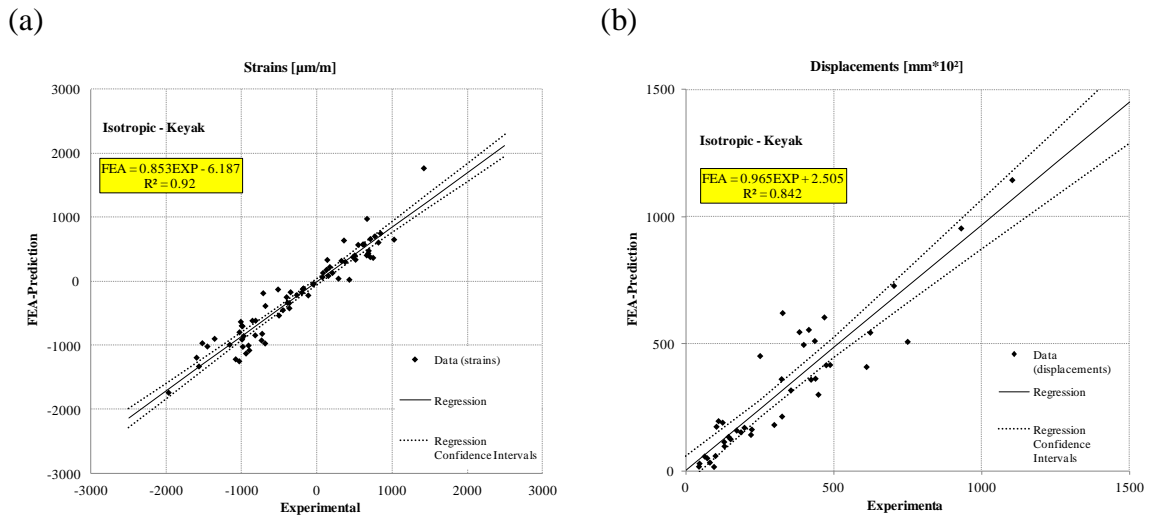 (a)
Strains [µm/m]
3000
2000
1000
0
-1000
-2000
-3000
-3000 -2000 -1000 0 1000 2000 3000
FEA-Prediction
Experimental
Isotropic - Keyak
FEA = 0.853EXP - 6.187
R² = 0.92
Data (strains)
Regression
Regression
Confidence Intervals
(b)
Displacements [mm*10²]
1500
1000
500
0
0 500 1000 1500
FEA-Prediction
Experimenta
Isotropic - Keyak
FEA = 0.965EXP + 2.505
R² = 0.842
Data
(displacements)
Regression
Regression
Confidence
Intervals